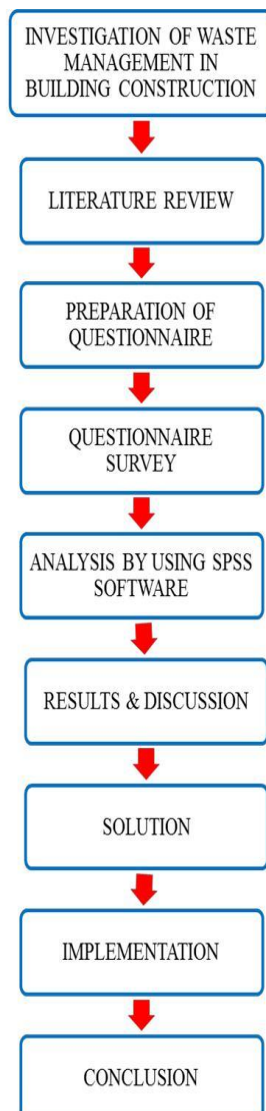 INVESTIGATION OF WASTE
MANAGEMENT IN
BUILDING CONSTRUCTION
LITERATURE REVIEW
PREPARATION OF
QUESTIONNAIRE
QUESTIONNAIRE
SURVEY
ANALYSIS BY USING SPSS
SOFTWARE
RESULTS & DISCUSSION
SOLUTION
IMPLEMENTATION
CONCLUSION